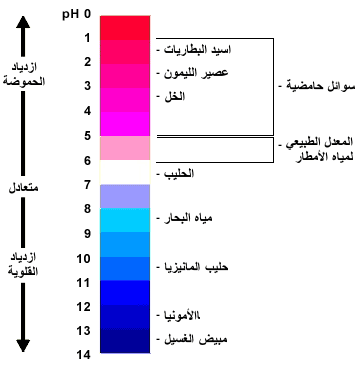 pH 0
1
2
3
4
5
6
7
8
9
10
11
12
13
14
ازدياد
الحموضة
متعادل
ازدياد
القلوية
- اسيد البطاريات
- عصير الليمون
- الخل
- الحليب
- مياه البحار
- حليب المانيزيا
- الأمونيا
- مبيض الغسيل
- سوائل حامضية
- المعدل الطبيعي
لمياه الأمطار